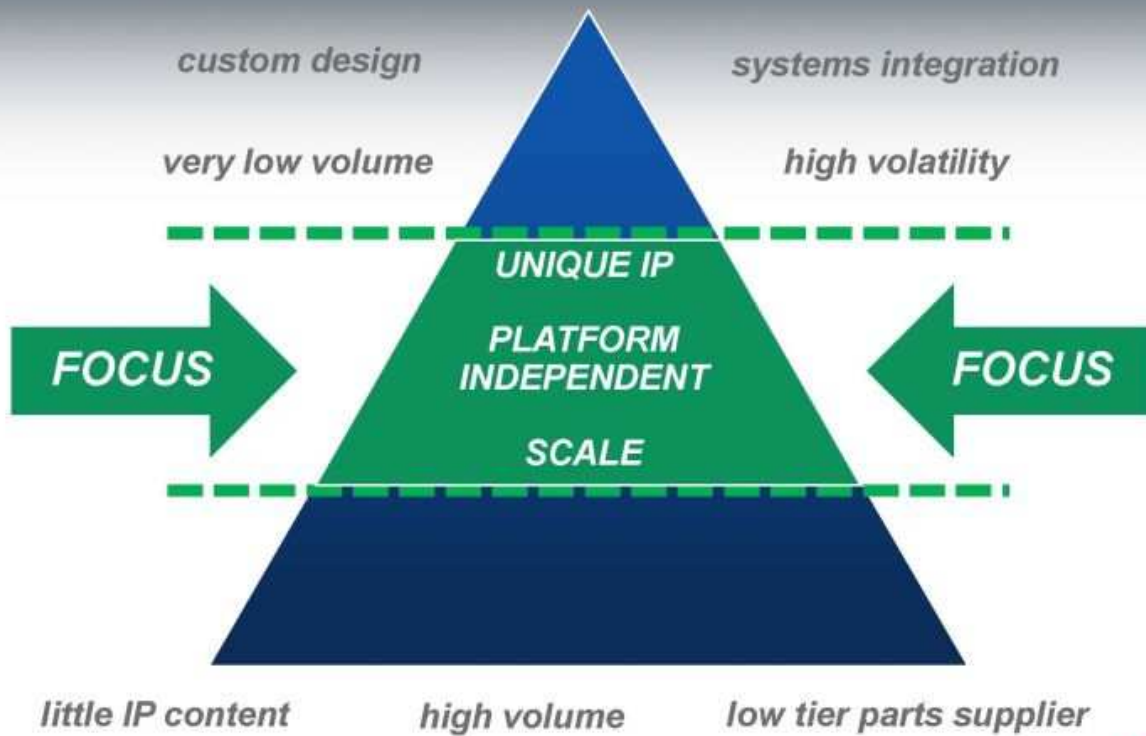 custom design
systems integration
very low volume
high volatility
UNIQUE IP
PLATFORM
INDEPENDENT
SCALE
FOCUS
FOCUS
little IP content
high volume
low tier parts supplier